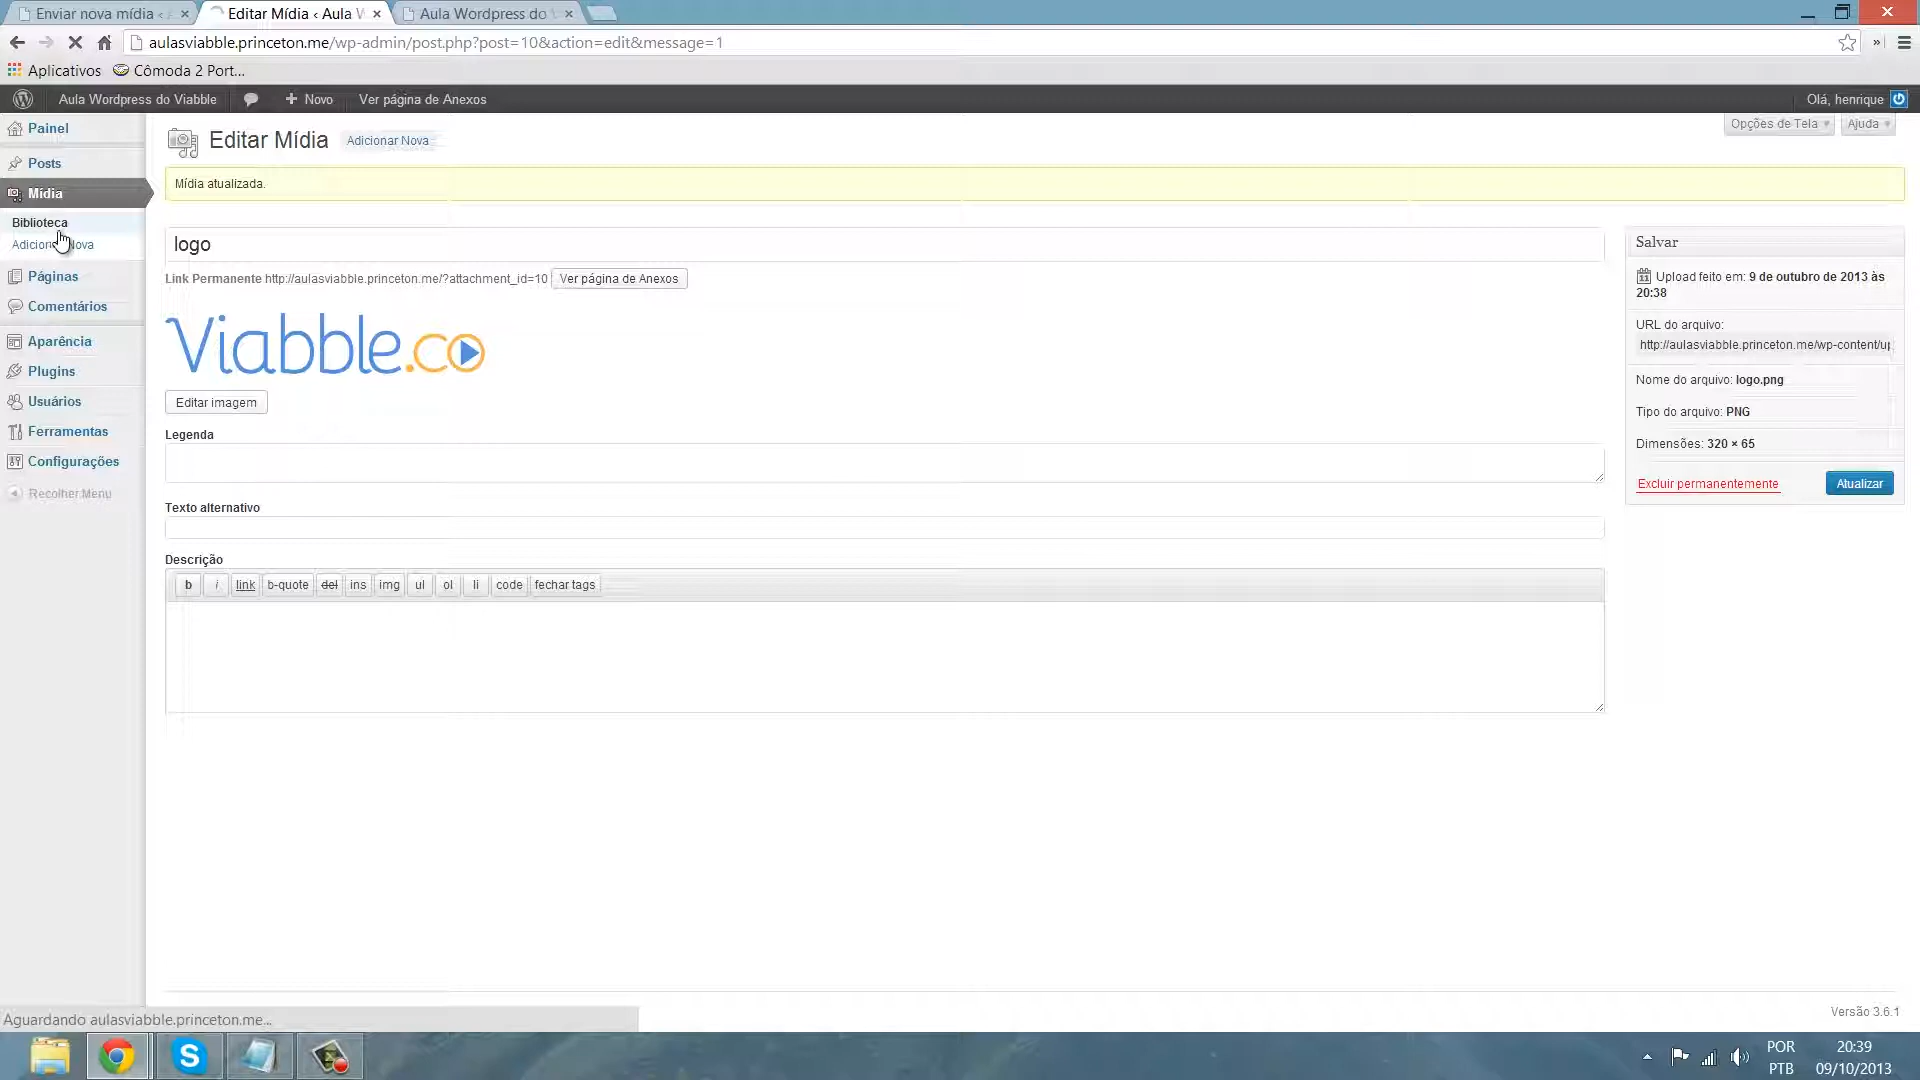 Enviar nova mídia ‹ A
Editar Mídia ‹ Aula W
Aula Wordpress do V
aulasviabble.princeton.me/wp-admin/post.php?post=10&action=edit&message=1
Aplicativos
Cômoda 2 Port...
Aula Wordpress do Viabble
Novo
Ver página de Anexos
Olá, henrique
Painel
Posts
Mídia
Biblioteca
Páginas
Comentários
Aparência
Plugins
Usuários
Ferramentas
Configurações
Recolher Menu
Editar Mídia
Adicionar Nova
Opções de Tela
Ajuda
Mídia atualizada.
logo
Link Permanente http://aulasviabble.princeton.me/?attachment_id=10
Ver página de Anexos
Viabble.co
Editar imagem
Legenda
Texto alternativo
Descrição
b i link b-quote del ins img ul ol li code fechar tags
Salvar
Upload feito em: 9 de outubro de 2013 às
20:38
URL do arquivo:
http://aulasviabble.princeton.me/wp-content/up
Nome do arquivo: logo.png
Tipo do arquivo: PNG
Dimensões: 320 × 65
Excluir permanentemente
Atualizar
Versão 3.6.1
Aguardando aulasviabble.princeton.me...
POR
PTB
20:39
09/10/2013